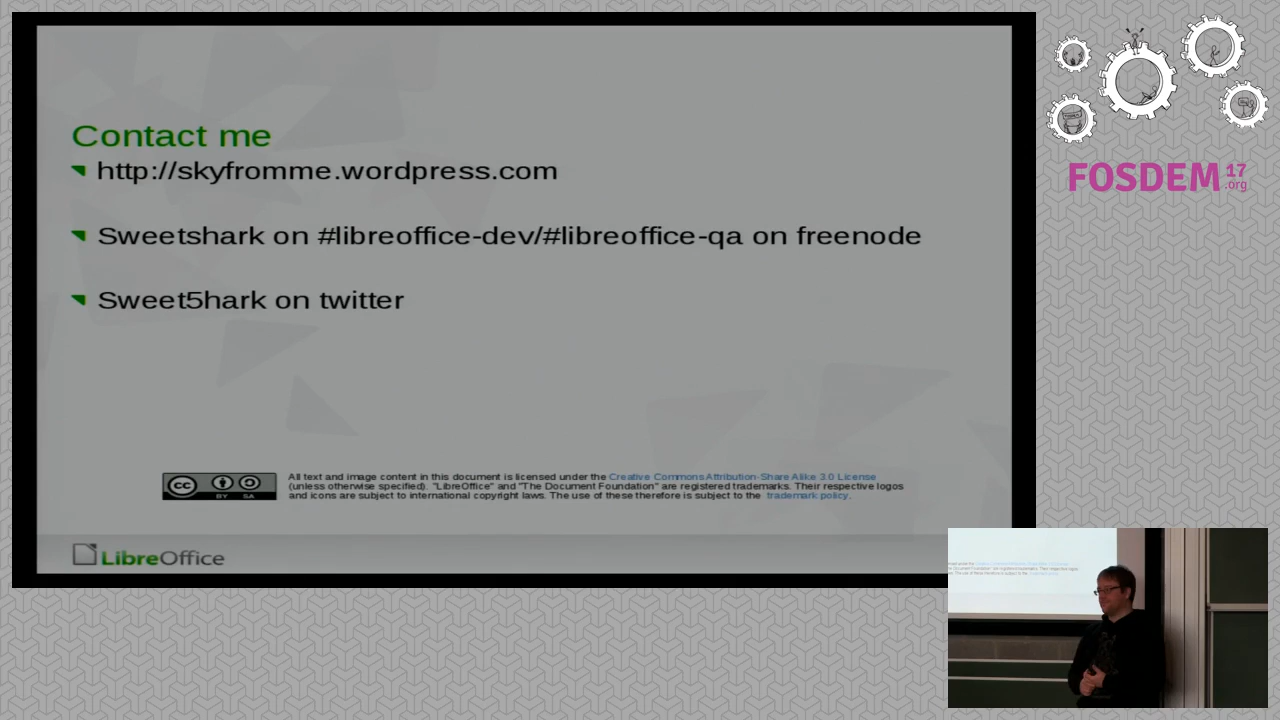 Contact me
http://skyfromme.wordpress.com
Sweetshark on #libreoffice-dev/#libreoffice-qa on freenode
Sweet5hark on twitter
cc BY SA
All text and image content in this document is licensed under the Creative Commons Attribution-Share Alike 3.0 License
(unless otherwise specified). "LibreOffice" and "The Document Foundation" are registered trademarks. Their respective logos
and icons are subject to international copyright laws. The use of these therefore is subject to the trademark policy.
LibreOffice
FOSDEM 17
.org